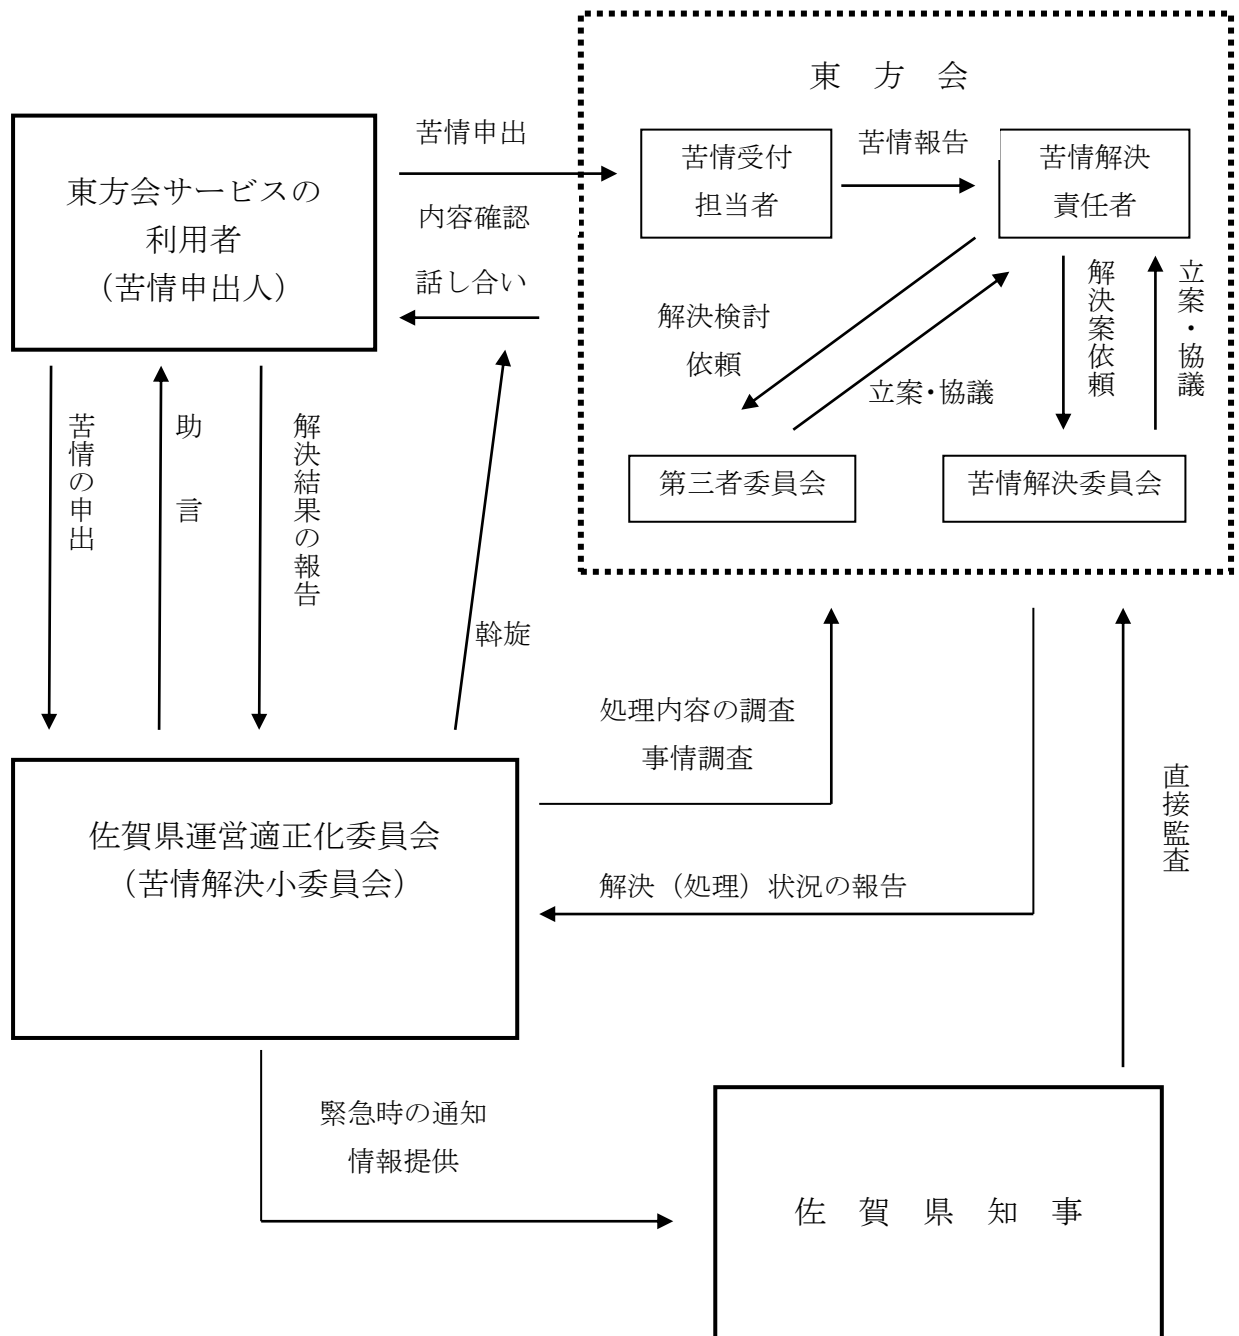 東　方　会
苦情申出
東方会サービスの
利用者
（苦情申出人）
内容確認
話し合い
苦情受付
担当者
苦情報告
苦情解決
責任者
解決検討
依頼
立案・協議
解決案依頼
立案・協議
第三者委員会
苦情解決委員会
苦情の申出
助　言
解決結果の報告
斡旋
処理内容の調査
事情調査
直接監査
佐賀県運営適正化委員会
（苦情解決小委員会）
解決（処理）状況の報告
緊急時の通知
情報提供
佐　賀　県　知　事